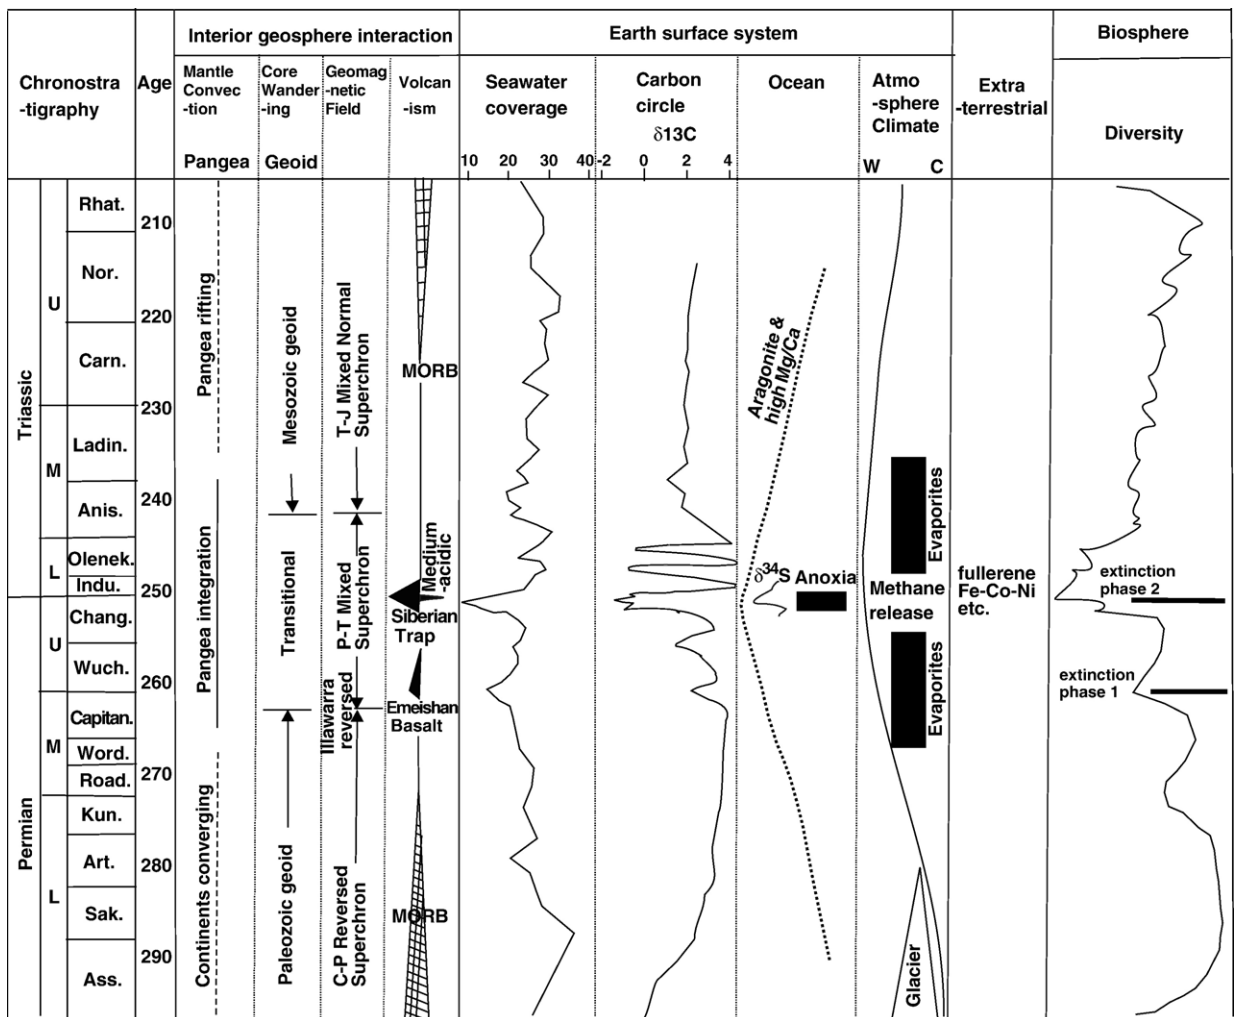 Interior geosphere interaction
Earth surface system
Biosphere
Chronostra
-tigraphy
Age
Mantle
Convec
-tion
Pangea
Core
Wander
-ing
Geoid
Geomag
-netic
Field
Volcan
-ism
Seawater
coverage
10 20 30 40
Carbon
circle
δ13C
-2 0 2 4
Ocean
Atmo
-sphere
Climate
W C
Extra
-terrestrial
Diversity
Triassic
U
M
L
Rhat.
Nor.
Carn.
Ladin.
Anis.
Olenek.
Indu.
Permian
U
M
L
Chang.
Wuch.
Capitan.
Word.
Road.
Kun.
Art.
Sak.
Ass.
210
220
230
240
250
260
270
280
290
Pangea rifting
Pangea integration
Continents converging
Mesozoic geoid
Transitional
Paleozoic geoid
T-J Mixed Normal
Superchron
P-T Mixed
Superchron
Illawarra
reversed
C-P Reversed
Superchron
MORB
Medium
-acidic
Siberian
Trap
Emeishan
Basalt
MORB
Aragonite &
high Mg/Ca
δ34S
Anoxia
Evaporites
Methane
release
Evaporites
Glacier
fullerene
Fe-Co-Ni
etc.
extinction
phase 2
extinction
phase 1